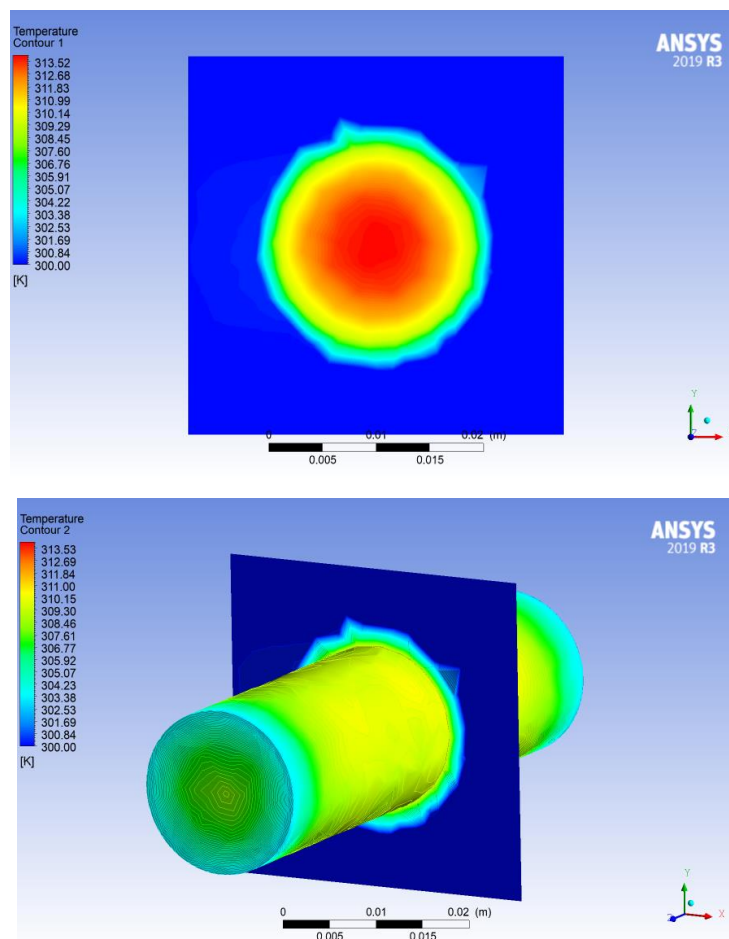 Temperature
Contour 1
313.52
312.68
311.83
310.99
310.14
309.29
308.45
307.60
306.76
305.91
305.07
304.22
303.38
302.53
301.69
300.84
300.00
[K]
ANSYS
2019 R3
0 0.01 0.02 (m)
0.005 0.015
Y
Z
Temperature
Contour 2
313.53
312.69
311.84
311.00
310.15
309.30
308.46
307.61
306.77
305.92
305.07
304.23
303.38
302.53
301.69
300.84
300.00
[K]
ANSYS
2019 R3
0 0.01 0.02 (m)
0.005 0.015
Y
Z X